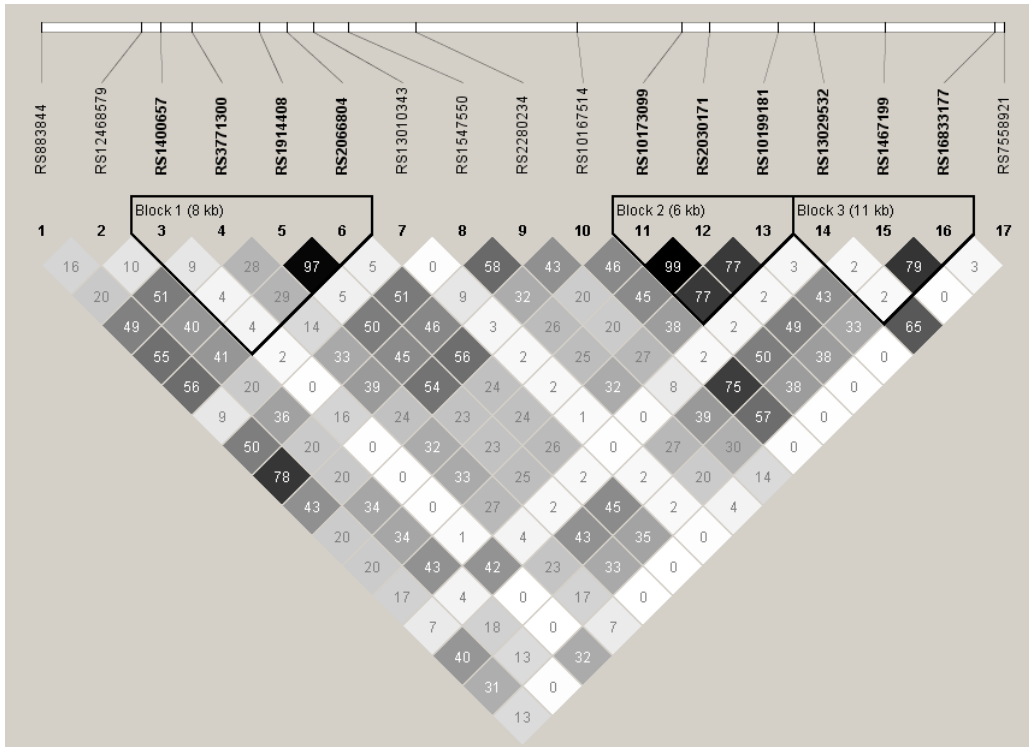 RS883844
RS12468579
RS1400657
RS3771300
RS1914408
RS2066804
RS13010343
RS1547550
RS2280234
RS10167514
RS10173099
RS2030171
RS10199181
RS13029532
RS1467199
RS16833177
RS7558921
Block 1 (8 kb) Block 2 (6 kb) Block 3 (11 kb)
1 2 3 4 5 6 7 8 9 10 11 12 13 14 15 16 17
16 10 9 28 97 5 0 58 43 46 99 77 3 2 79 3
20 51 4 29 5 51 9 32 20 45 77 2 43 2 0
49 40 4 14 50 46 3 26 20 38 2 49 33 65
55 41 2 33 45 56 2 25 27 2 50 38 0
56 20 0 39 54 24 2 32 8 75 38 0
9 36 16 24 23 24 1 0 39 57 0
50 20 0 32 23 26 0 27 30 0
78 20 0 33 25 2 2 20 14
43 34 0 27 2 45 2 4
20 34 1 4 43 35 0
20 43 42 23 33 0
17 4 0 17 0
7 18 0 7
40 13 32
31 0
13